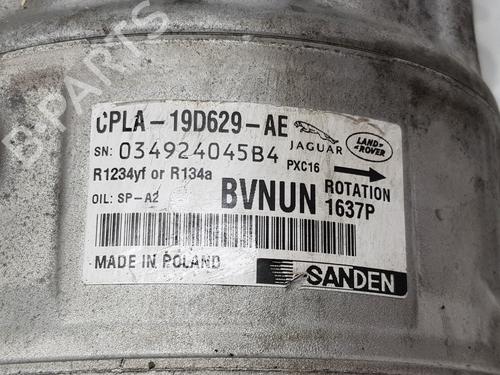 CPLA-19D629-AE
JAGUAR
LAND ROVER
SN: 034924045B4
PXC16
R1234yf or R134a
OIL: SP-A2
BVNUN
ROTATION
1637P
MADE IN POLAND
SANDEN